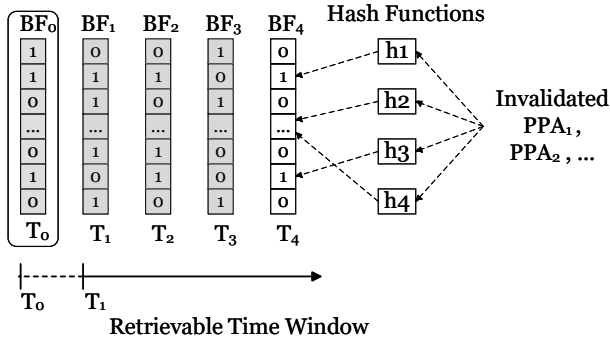 Hash Functions
BF₀ BF₁ BF₂ BF₃ BF₄
1 0 0 1 0 h1
1 1 0 1 1
0 1 1 0 0 h2 Invalidated
... ... ... ... ... PPA₁ ,
0 1 1 1 0 h3 PPA₂ , ...
1 0 1 0 1
0 1 0 1 0 h4
T₀ T₁ T₂ T₃ T₄
T₀ T₁
Retrievable Time Window